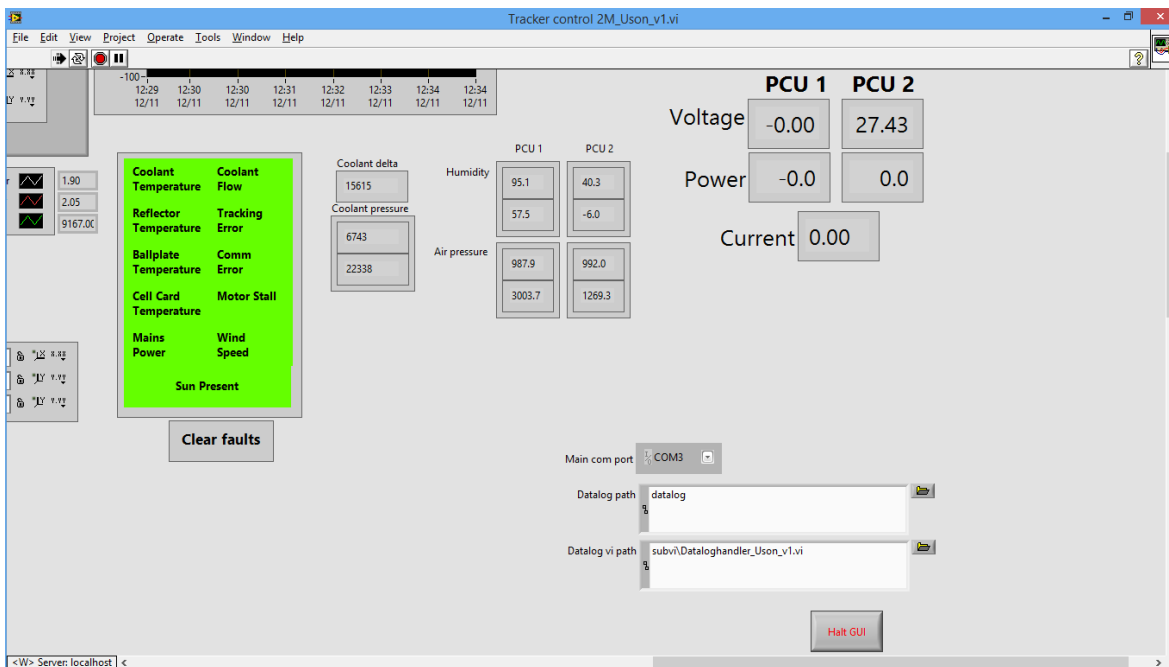 Tracker control 2M_Uson_v1.vi
File Edit View Project Operate Tools Window Help
-100-
12:29 12:30 12:30 12:31 12:32 12:33 12:34 12:34
12/11 12/11 12/11 12/11 12/11 12/11 12/11 12/11
PCU 1 PCU 2
Voltage -0.00 27.43
Power -0.0 0.0
Current 0.00
r 1.90
2.05
9167.00
Coolant Temperature
Coolant Flow
Reflector Temperature
Tracking Error
Ballplate Temperature
Comm Error
Cell Card Temperature
Motor Stall
Mains Power
Wind Speed
Sun Present
Clear faults
Coolant delta
15615
Coolant pressure
6743
22338
PCU 1 PCU 2
Humidity 95.1 40.3
57.5 -6.0
Air pressure 987.9 992.0
3003.7 1269.3
Main com port COM3
Datalog path datalog
Datalog vi path subvi\Dataloghandler_Uson_v1.vi
Halt GUI
<W> Server: localhost